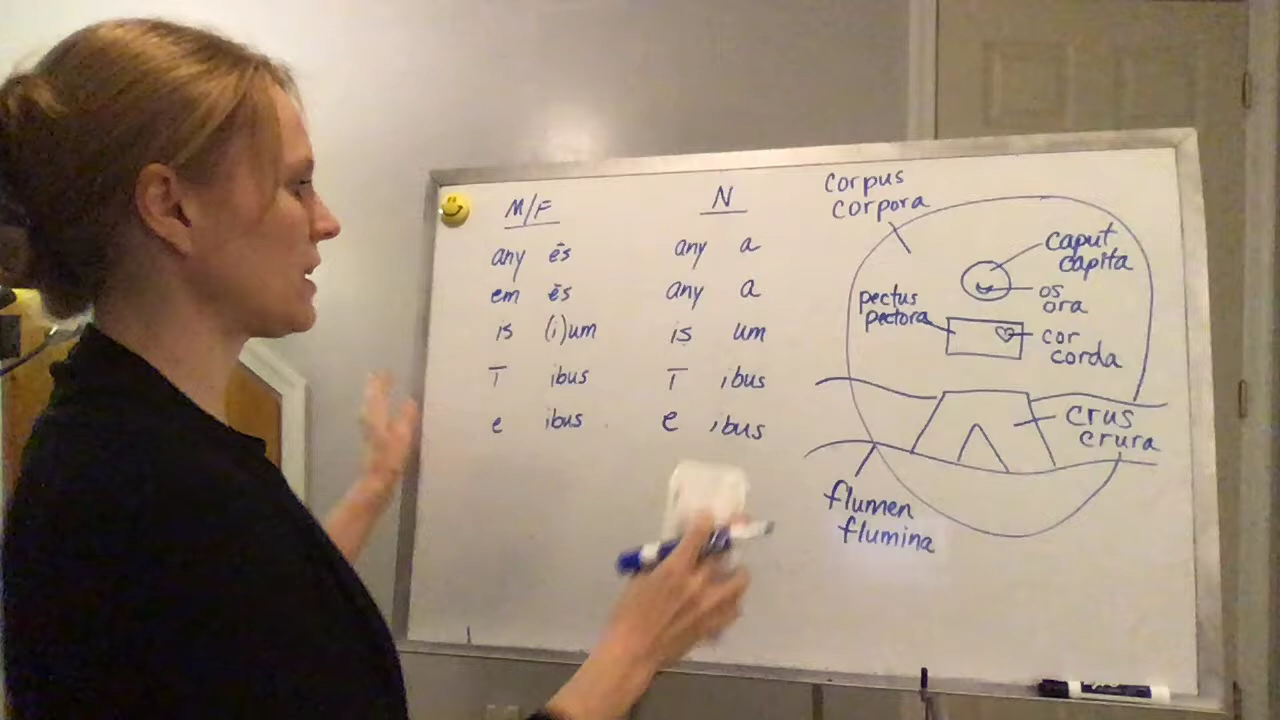 M/F N
any ēs any a
em ēs any a
is (i)um is um
ī ibus ī ibus
e ibus e ibus
corpus
corpora
caput
capita
os
ora
pectus
pectora
cor
corda
crus
crura
flumen
flumina